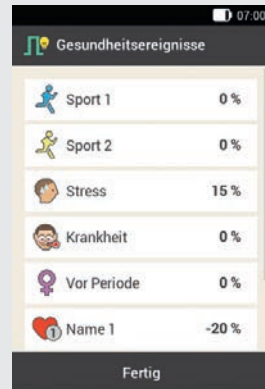 07:00
Gesundheitsereignisse
Sport 1 0 %
Sport 2 0 %
Stress 15 %
Krankheit 0 %
Vor Periode 0 %
1 Name 1 -20 %
Fertig